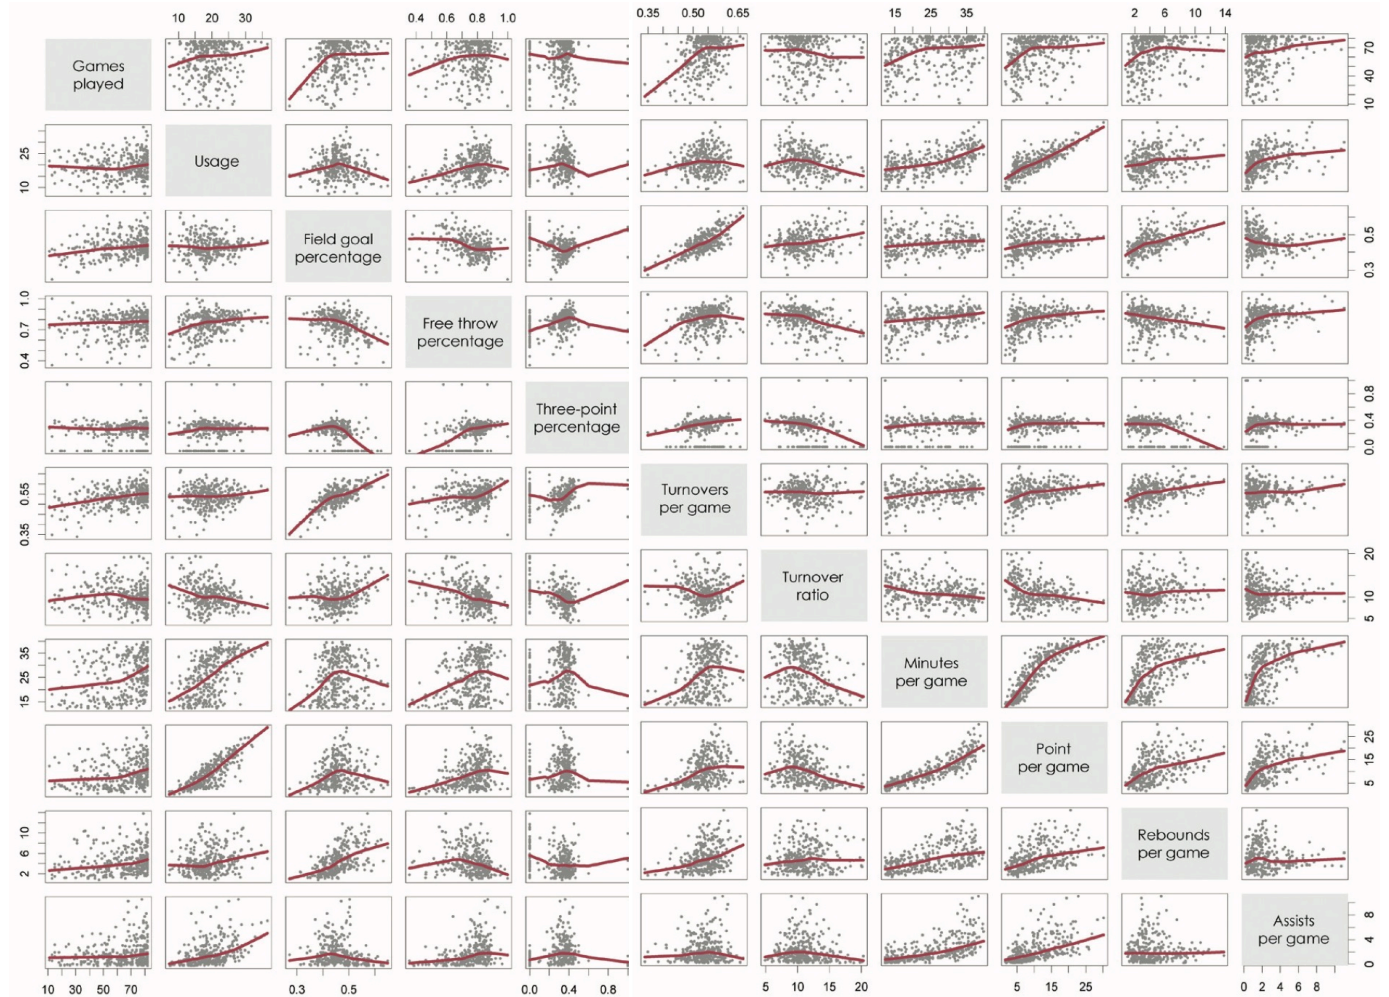 10 30 0.4 0.6 0.8 1.0 0.35 0.50 0.65 15 25 35 2 6 10 14
Games
played
10 40 70
Usage
10 25
Field goal
percentage
0.3 0.5
Free throw
percentage
0.4 0.7 1.0
Three-point
percentage
0.0 0.4 0.8
Turnovers
per game
0.35 0.55
Turnover
ratio
5 10 20
Minutes
per game
15 25 35
Point
per game
5 15 25
Rebounds
per game
2 6 10
Assists
per game
0 4 8
10 30 50 70 0.3 0.5 0.0 0.4 0.8 5 10 15 20 5 15 25 0 2 4 6 8